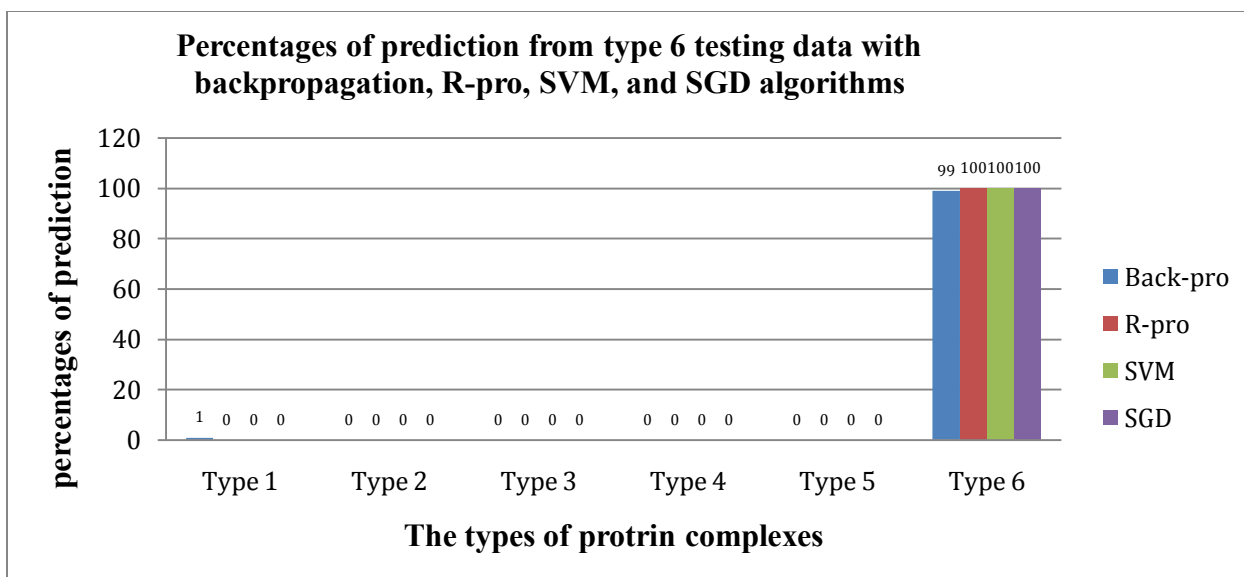 Percentages of prediction from type 6 testing data with
backpropagation, R-pro, SVM, and SGD algorithms
percentages of prediction
120
100
80
60
40
20
0
99 100 100 100
1 0 0 0 0 0 0 0 0 0 0 0 0 0 0 0 0 0 0 0
Type 1 Type 2 Type 3 Type 4 Type 5 Type 6
The types of protrin complexes
Back-pro
R-pro
SVM
SGD